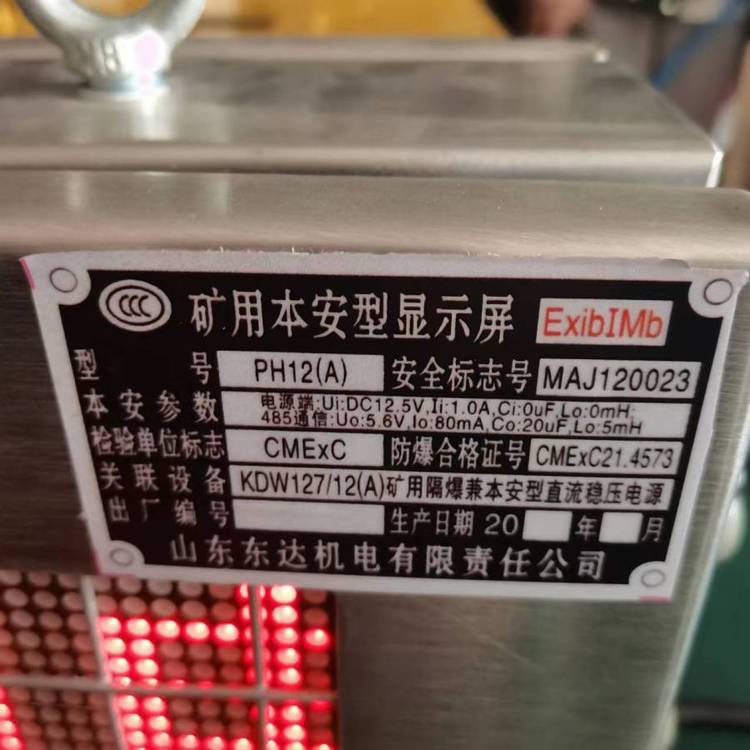 CCC 矿用本安型显示屏 ExibIMb
型号 PH12(A) 安全标志号 MAJ120023
本安参数 电源端:Ui:DC12.5V,Ii:1.0A,Ci:0uF,Lo:0mH
485通信:Uo:5.6V,Io:80mA,Co:20uF,Lo:5mH
检验单位标志 CMExC 防爆合格证号 CMExC21.4573
关联设备 KDW127/12(A)矿用隔爆兼本安型直流稳压电源
出厂编号 生产日期 20 年 月
山东东达机电有限责任公司